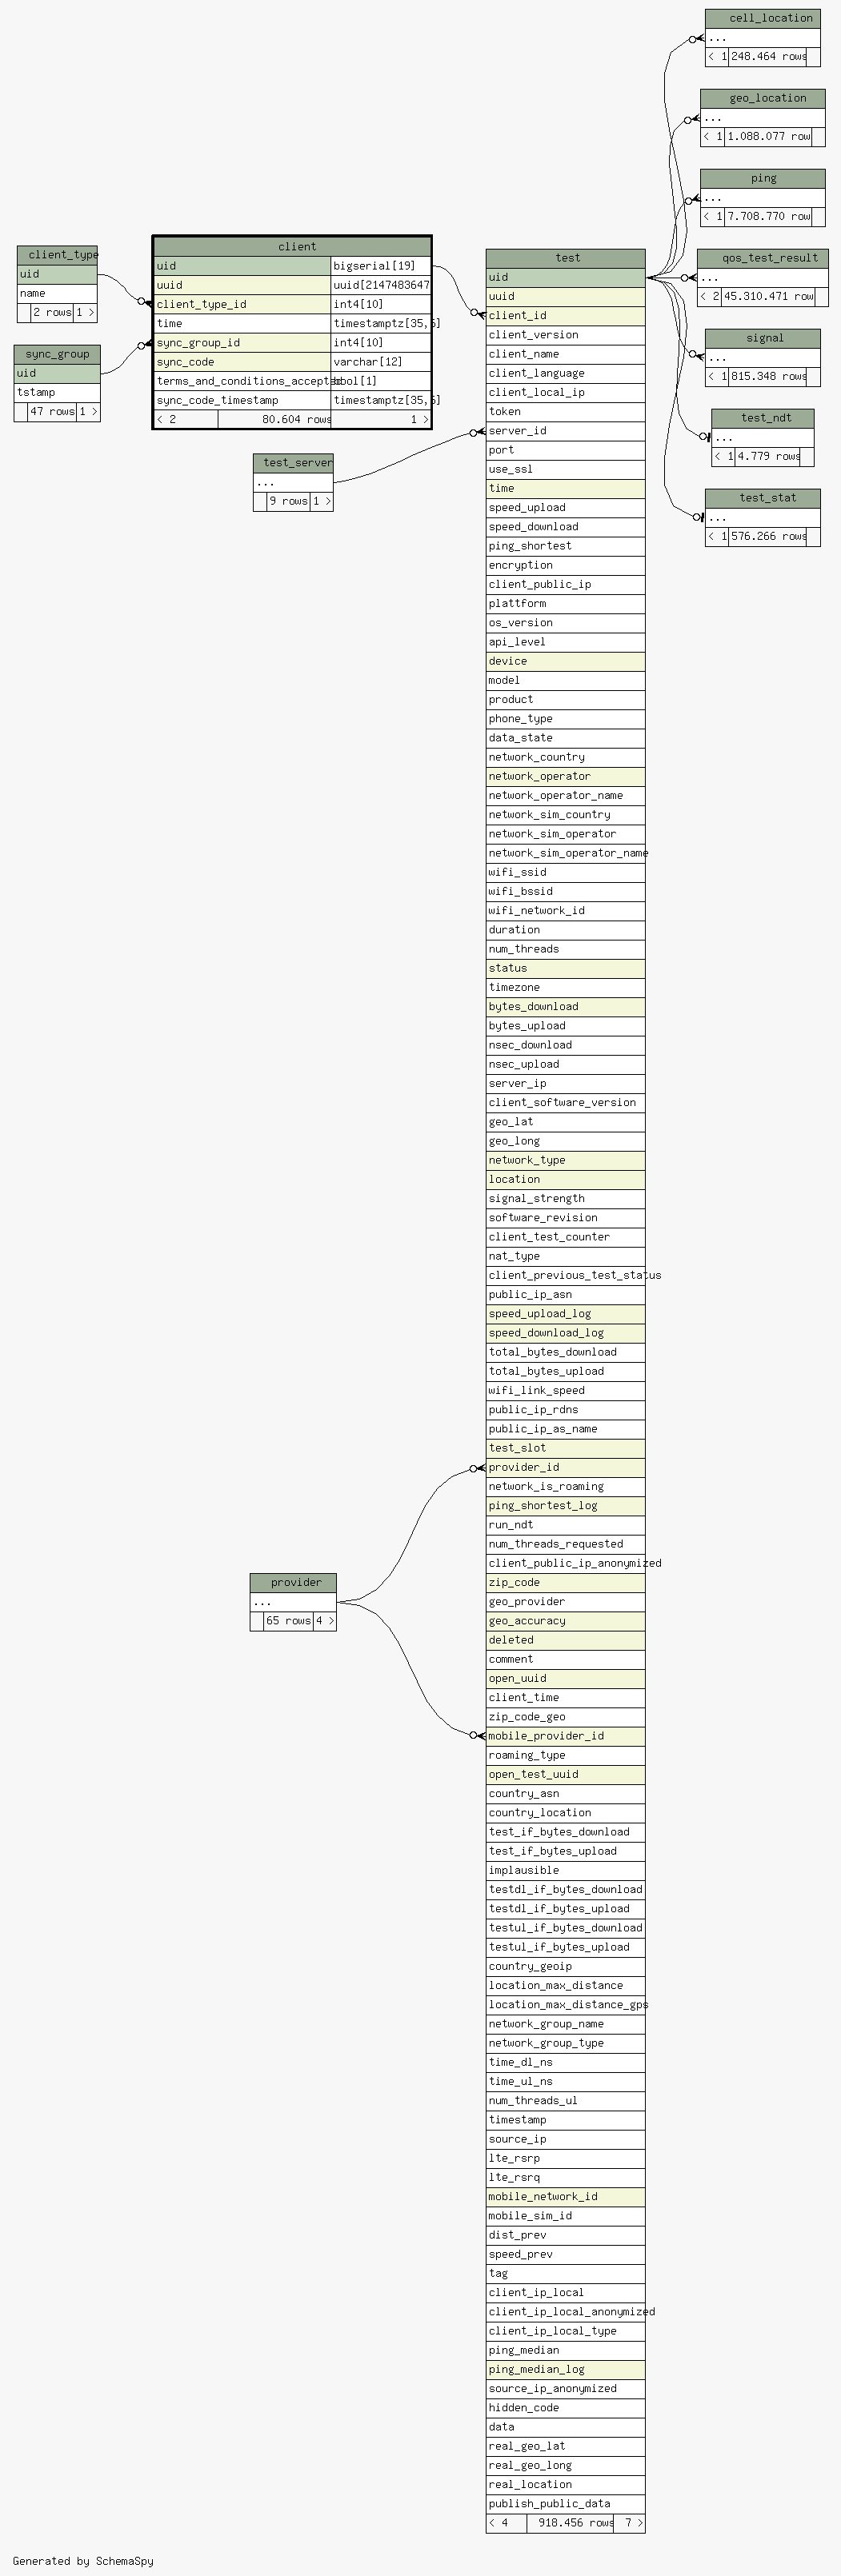 cell_location
...
< 1 248.464 rows
geo_location
...
< 1 1.088.077 row
ping
...
< 1 7.708.770 row
qos_test_result
...
< 2 45.310.471 row
signal
...
< 1 815.348 rows
test_ndt
...
< 1 4.779 rows
test_stat
...
< 1 576.266 rows
client_type
uid
name
2 rows 1 >
sync_group
uid
tstamp
47 rows 1 >
client
uid bigserial[19]
uuid uuid[2147483647
client_type_id int4[10]
time timestamptz[35,6]
sync_group_id int4[10]
sync_code varchar[12]
terms_and_conditions_accepted bool[1]
sync_code_timestamp timestamptz[35,6]
< 2 80.604 rows 1 >
test_server
...
9 rows 1 >
provider
...
65 rows 4 >
test
uid
uuid
client_id
client_version
client_name
client_language
client_local_ip
token
server_id
port
use_ssl
time
speed_upload
speed_download
ping_shortest
encryption
client_public_ip
plattform
os_version
api_level
device
model
product
phone_type
data_state
network_country
network_operator
network_operator_name
network_sim_country
network_sim_operator
network_sim_operator_name
wifi_ssid
wifi_bssid
wifi_network_id
duration
num_threads
status
timezone
bytes_download
bytes_upload
nsec_download
nsec_upload
server_ip
client_software_version
geo_lat
geo_long
network_type
location
signal_strength
software_revision
client_test_counter
nat_type
client_previous_test_status
public_ip_asn
speed_upload_log
speed_download_log
total_bytes_download
total_bytes_upload
wifi_link_speed
public_ip_rdns
public_ip_as_name
test_slot
provider_id
network_is_roaming
ping_shortest_log
run_ndt
num_threads_requested
client_public_ip_anonymized
zip_code
geo_provider
geo_accuracy
deleted
comment
open_uuid
client_time
zip_code_geo
mobile_provider_id
roaming_type
open_test_uuid
country_asn
country_location
test_if_bytes_download
test_if_bytes_upload
implausible
testdl_if_bytes_download
testdl_if_bytes_upload
testul_if_bytes_download
testul_if_bytes_upload
country_geoip
location_max_distance
location_max_distance_gps
network_group_name
network_group_type
time_dl_ns
time_ul_ns
num_threads_ul
timestamp
source_ip
lte_rsrp
lte_rsrq
mobile_network_id
mobile_sim_id
dist_prev
speed_prev
tag
client_ip_local
client_ip_local_anonymized
client_ip_local_type
ping_median
ping_median_log
source_ip_anonymized
hidden_code
data
real_geo_lat
real_geo_long
real_location
publish_public_data
< 4 918.456 rows 7 >
Generated by SchemaSpy